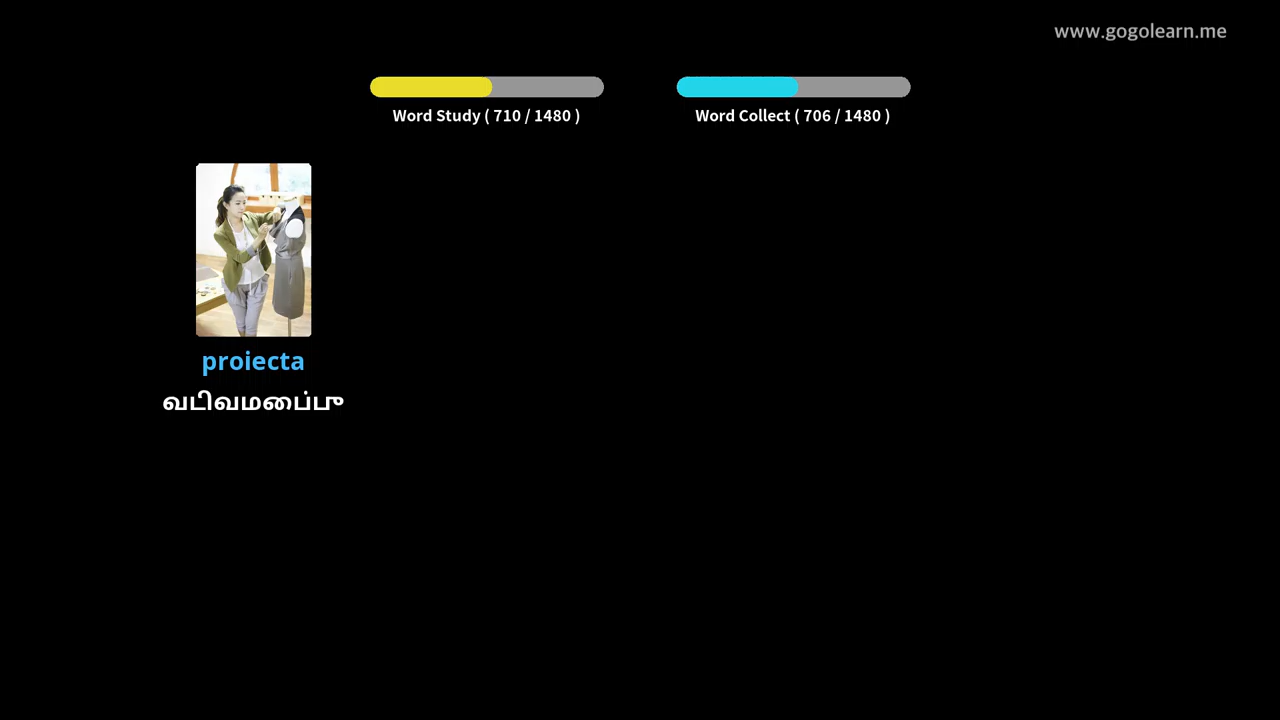 www.gogolearn.me
Word Study ( 710 / 1480 )
Word Collect ( 706 / 1480 )
proiecta
வடிவமைப்பு